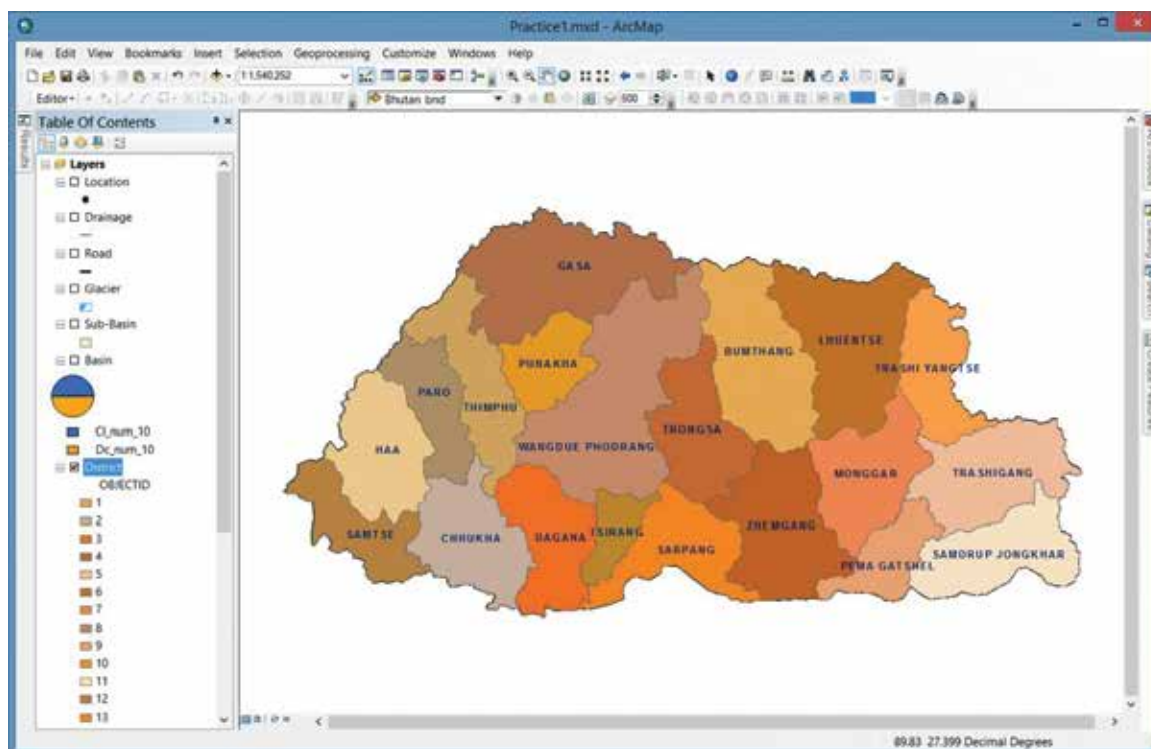 Practice1.mxd - ArcMap
File Edit View Bookmarks Insert Selection Geoprocessing Customize Windows Help
1:1,540,252
Editor
Bhutan bnd
500
Table Of Contents
Layers
Location
Drainage
Road
Glacier
Sub-Basin
Basin
Cl_num_10
Dc_num_10
District
OBJECTID
1
2
3
4
5
6
7
8
9
10
11
12
13
GASA
BUMTHANG
LHUENTSE
PUNAKHA
TRASHI YANGTSE
PARO
THIMPHU
TRONGSA
HAA
WANGDUE PHODRANG
MONGGAR
TRASHIGANG
SAMTSE
CHHUKHA
DAGANA
TSIRANG
SARPANG
ZHEMGANG
SAMDRUP JONGKHAR
PEMA GATSHEL
89.83 27.399 Decimal Degrees